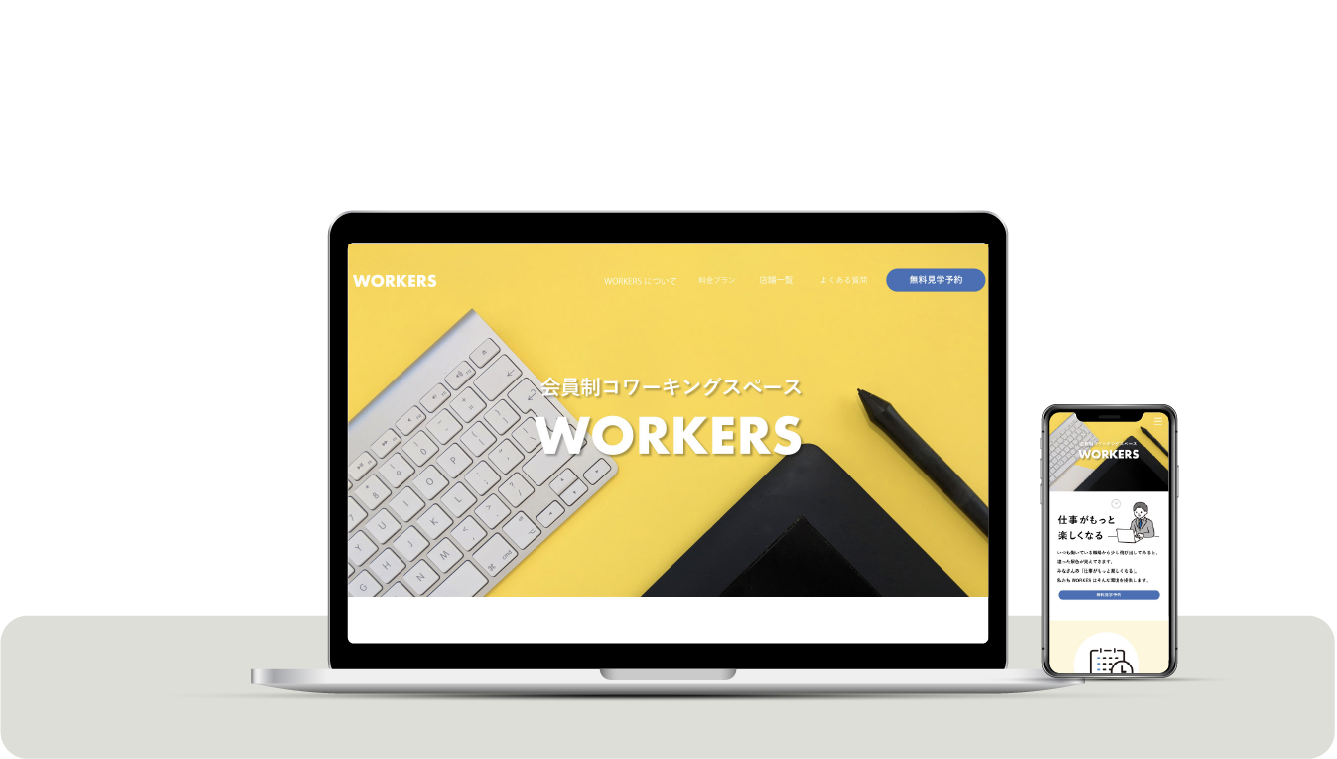 WORKERS
WORKERS について
料金プラン
店舗一覧
よくある質問
無料見学予約
会員制コワーキングスペース
WORKERS
会員制コワーキングスペース
WORKERS
仕事がもっと
楽しくなる
いつも働いている職場から少し飛び出してみると、
違った景色が見えてきます。
みなさんの「仕事がもっと楽しくなる」
私たち WORKES はそんな環境を提供します。
無料見学予約